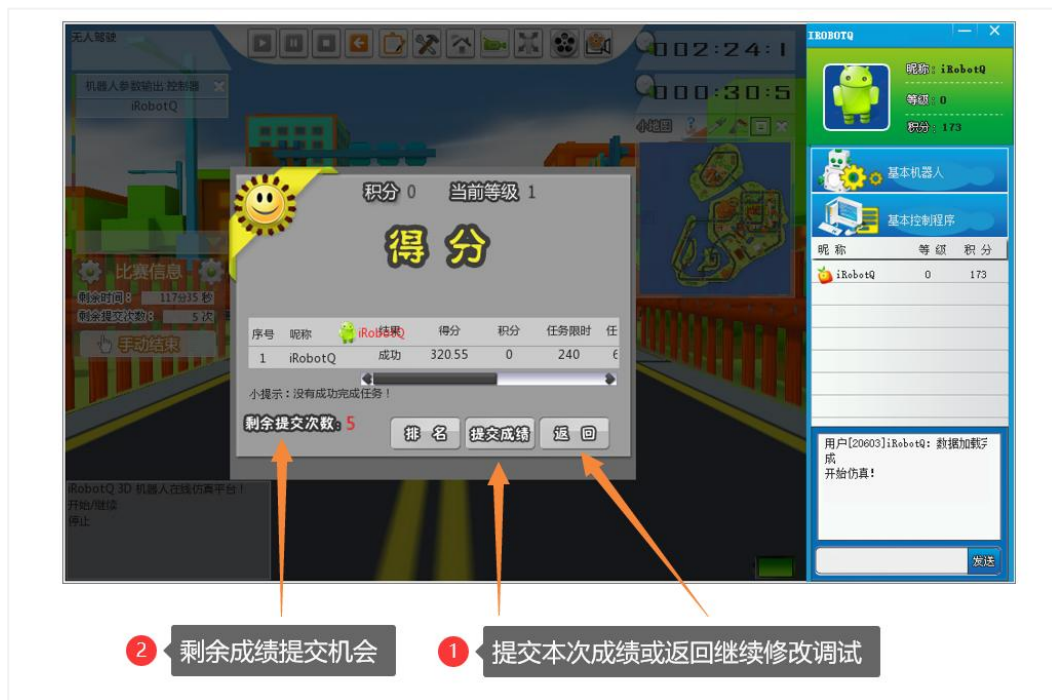 无人驾驶
002:24:1
000:30:5
机器人参数输出:控制器
iRobotQ
小地图
积分 0 当前等级 1
得 分
比赛信息
剩余时间： 117分35 秒
剩余提交次数： 5 次
手动结束
序号 昵称 iRobotQ 结果 得分 积分 任务限时 任
1 iRobotQ 成功 320.55 0 240 6
小提示：没有成功完成任务！
剩余提交次数：5
排 名 提交成绩 返 回
iRobotQ 3D 机器人在线仿真平台！
开始/继续
停止
IROBOTQ
昵称：iRobotQ
等级：0
积分：173
基本机器人
基本控制程序
昵 称 等 级 积 分
iRobotQ 0 173
用户[20603]iRobotQ: 数据加载完
成
开始仿真!
发送
2 剩余成绩提交机会
1 提交本次成绩或返回继续修改调试